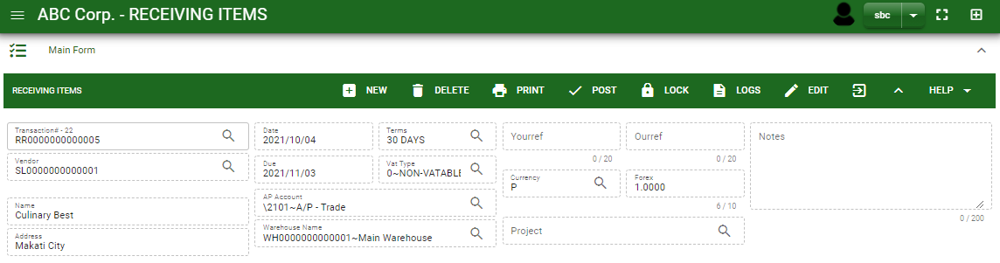 ABC Corp. - RECEIVING ITEMS
sbc
Main Form
RECEIVING ITEMS NEW DELETE PRINT POST LOCK LOGS EDIT HELP
Transaction# - 22
RR0000000000005
Date
2021/10/04
Terms
30 DAYS
Yourref
0 / 20
Ourref
0 / 20
Notes
0 / 200
Vendor
SL0000000000001
Due
2021/11/03
Vat Type
0~NON-VATABLE
Currency
P
Forex
1.0000
6 / 10
Name
Culinary Best
AP Account
\2101~A/P - Trade
Address
Makati City
Warehouse Name
WH0000000000001~Main Warehouse
Project